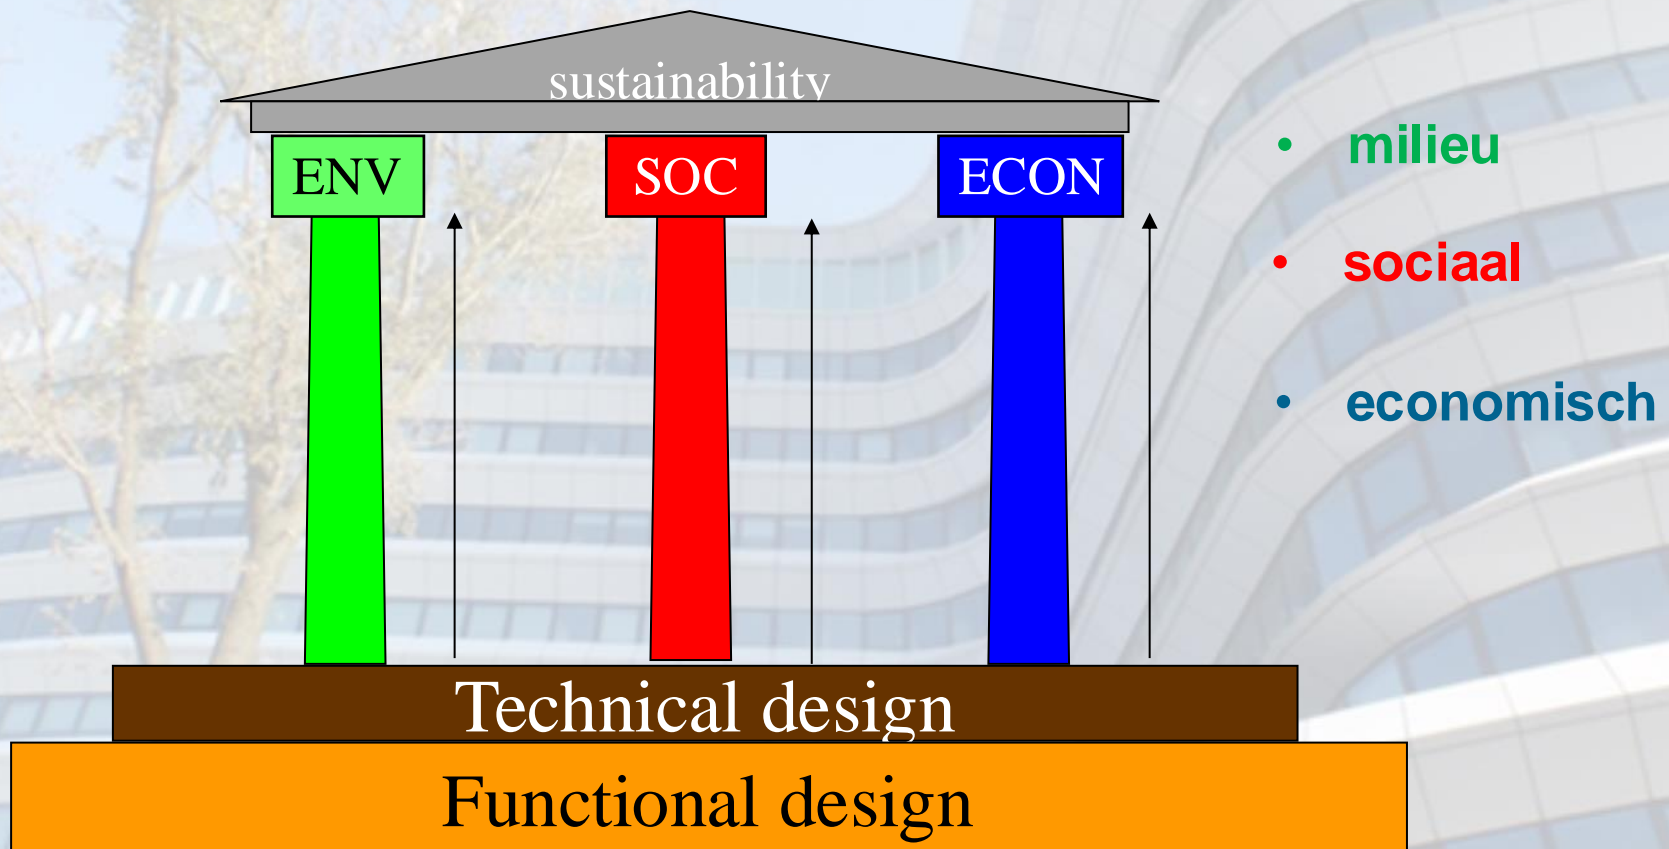 sustainability
ENV
SOC
ECON
• milieu
• sociaal
• economisch
Technical design
Functional design